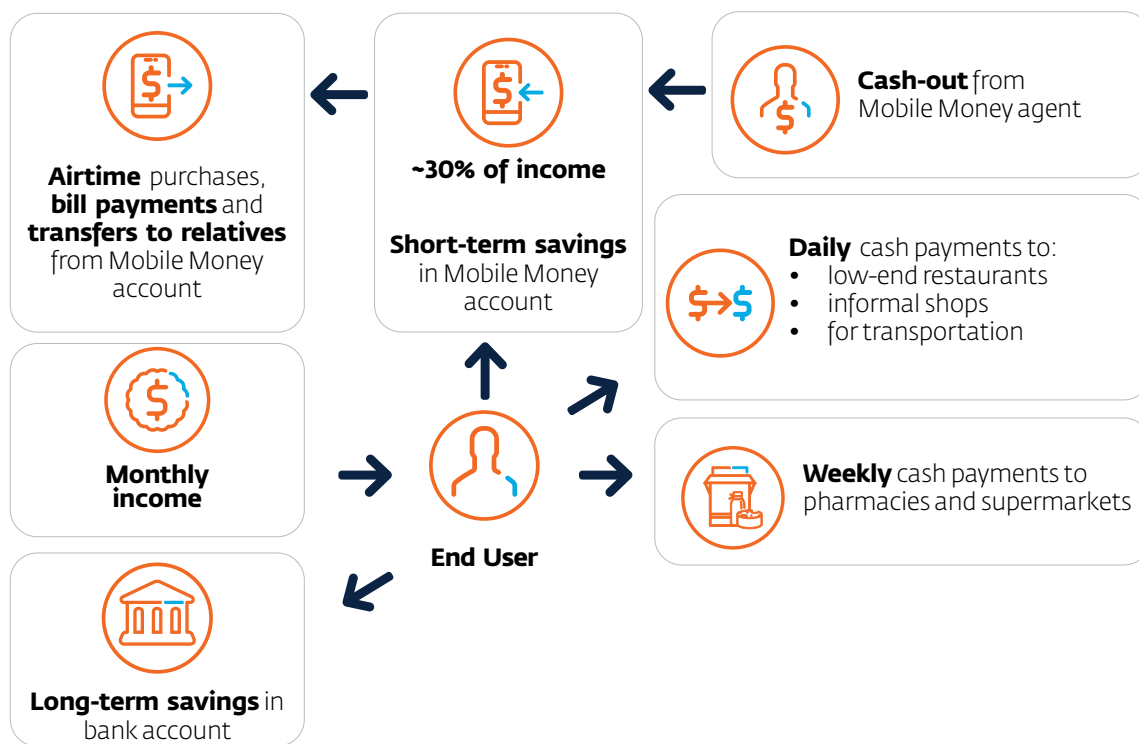 Airtime purchases,
bill payments and
transfers to relatives
from Mobile Money
account
~30% of income
Short-term savings
in Mobile Money
account
Cash-out from
Mobile Money agent
Daily cash payments to:
• low-end restaurants
• informal shops
• for transportation
Monthly
income
End User
Weekly cash payments to
pharmacies and supermarkets
Long-term savings in
bank account